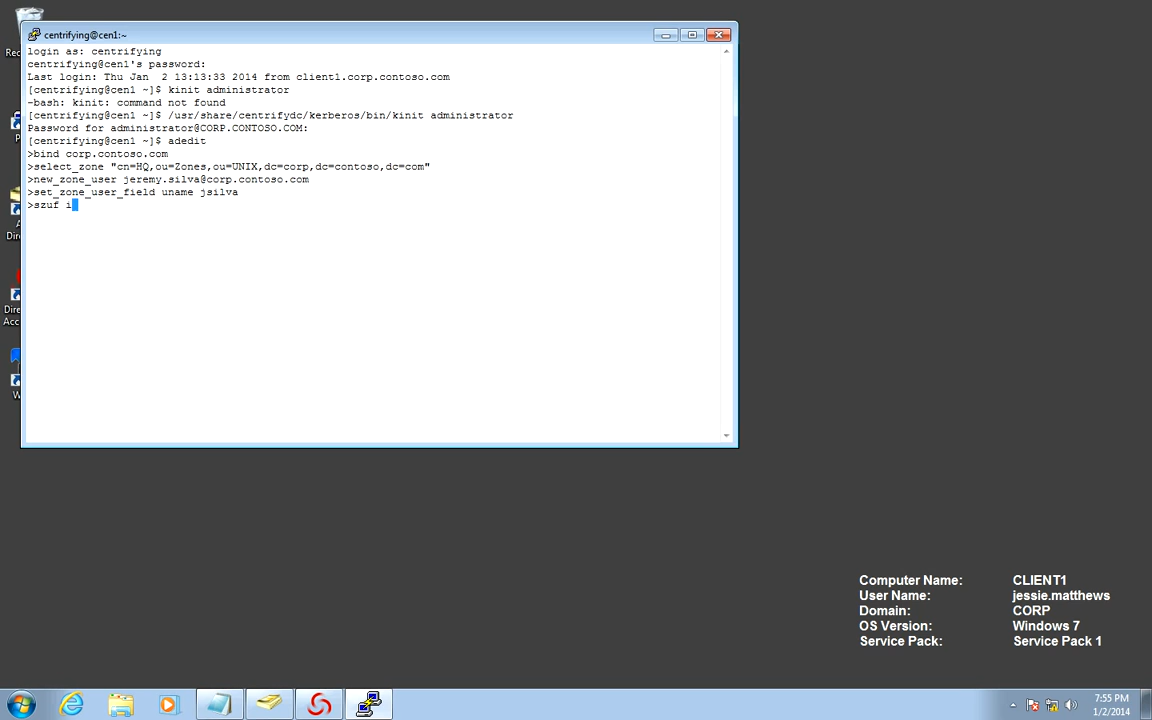 centrifying@cen1:~
login as: centrifying
centrifying@cen1's password:
Last login: Thu Jan  2 13:13:33 2014 from client1.corp.contoso.com
[centrifying@cen1 ~]$ kinit administrator
-bash: kinit: command not found
[centrifying@cen1 ~]$ /usr/share/centrifydc/kerberos/bin/kinit administrator
Password for administrator@CORP.CONTOSO.COM:
[centrifying@cen1 ~]$ adedit
>bind corp.contoso.com
>select_zone "cn=HQ,ou=Zones,ou=UNIX,dc=corp,dc=contoso,dc=com"
>new_zone_user jeremy.silva@corp.contoso.com
>set_zone_user_field uname jsilva
>szuf i
Rec
P
A
Dire
Dire
Acc
W
Computer Name: CLIENT1
User Name: jessie.matthews
Domain: CORP
OS Version: Windows 7
Service Pack: Service Pack 1
7:55 PM
1/2/2014